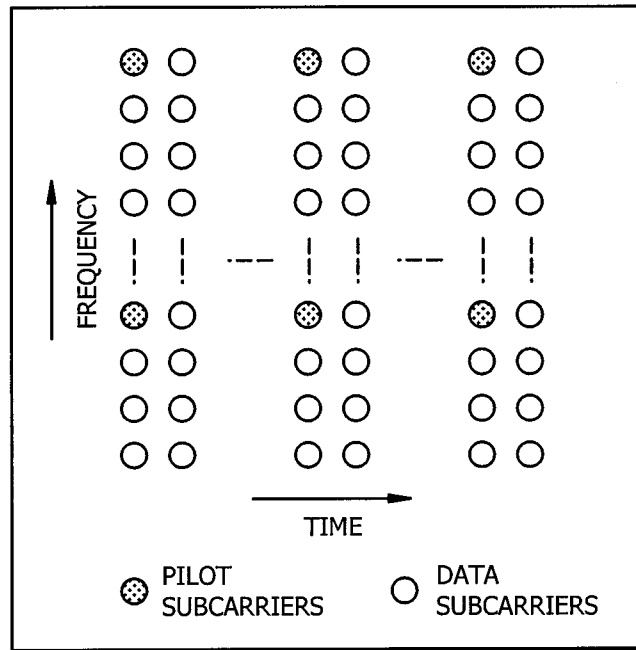 FREQUENCY
TIME
PILOT
SUBCARRIERS
DATA
SUBCARRIERS